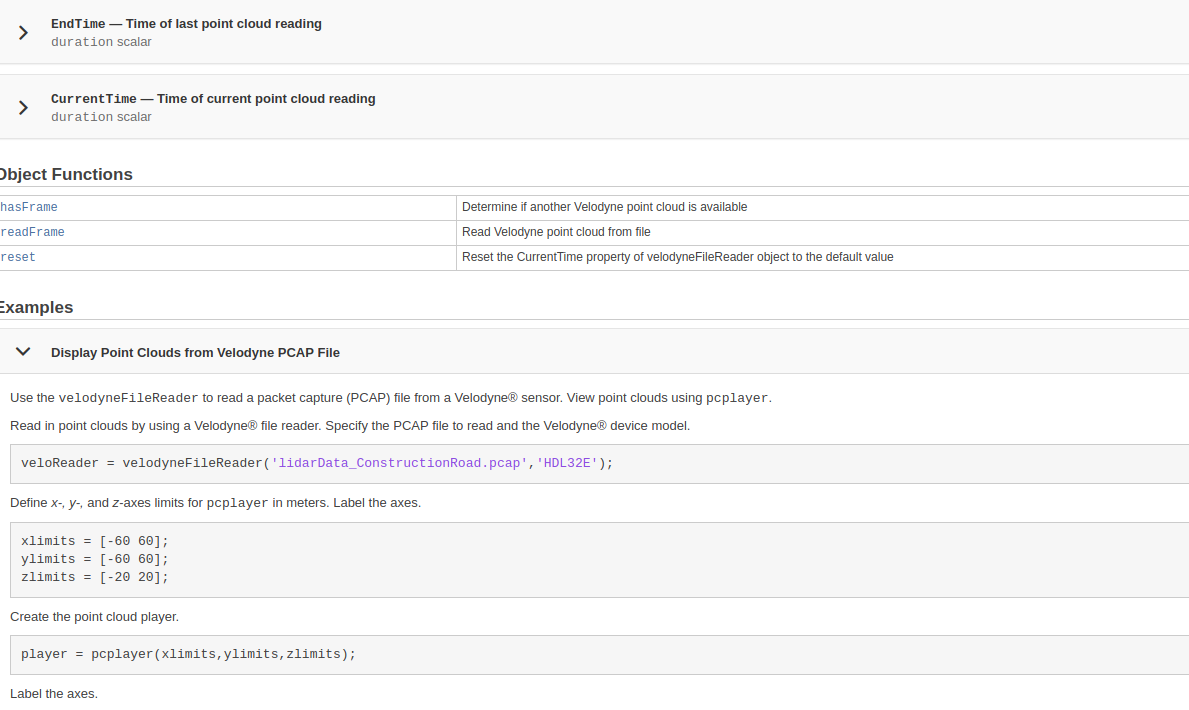 EndTime — Time of last point cloud reading
duration scalar
CurrentTime — Time of current point cloud reading
duration scalar
Object Functions
hasFrame Determine if another Velodyne point cloud is available
readFrame Read Velodyne point cloud from file
reset Reset the CurrentTime property of velodyneFileReader object to the default value
Examples
Display Point Clouds from Velodyne PCAP File
Use the velodyneFileReader to read a packet capture (PCAP) file from a Velodyne® sensor. View point clouds using pcplayer.
Read in point clouds by using a Velodyne® file reader. Specify the PCAP file to read and the Velodyne® device model.
veloReader = velodyneFileReader('lidarData_ConstructionRoad.pcap','HDL32E');
Define x-, y-, and z-axes limits for pcplayer in meters. Label the axes.
xlimits = [-60 60];
ylimits = [-60 60];
zlimits = [-20 20];
Create the point cloud player.
player = pcplayer(xlimits,ylimits,zlimits);
Label the axes.